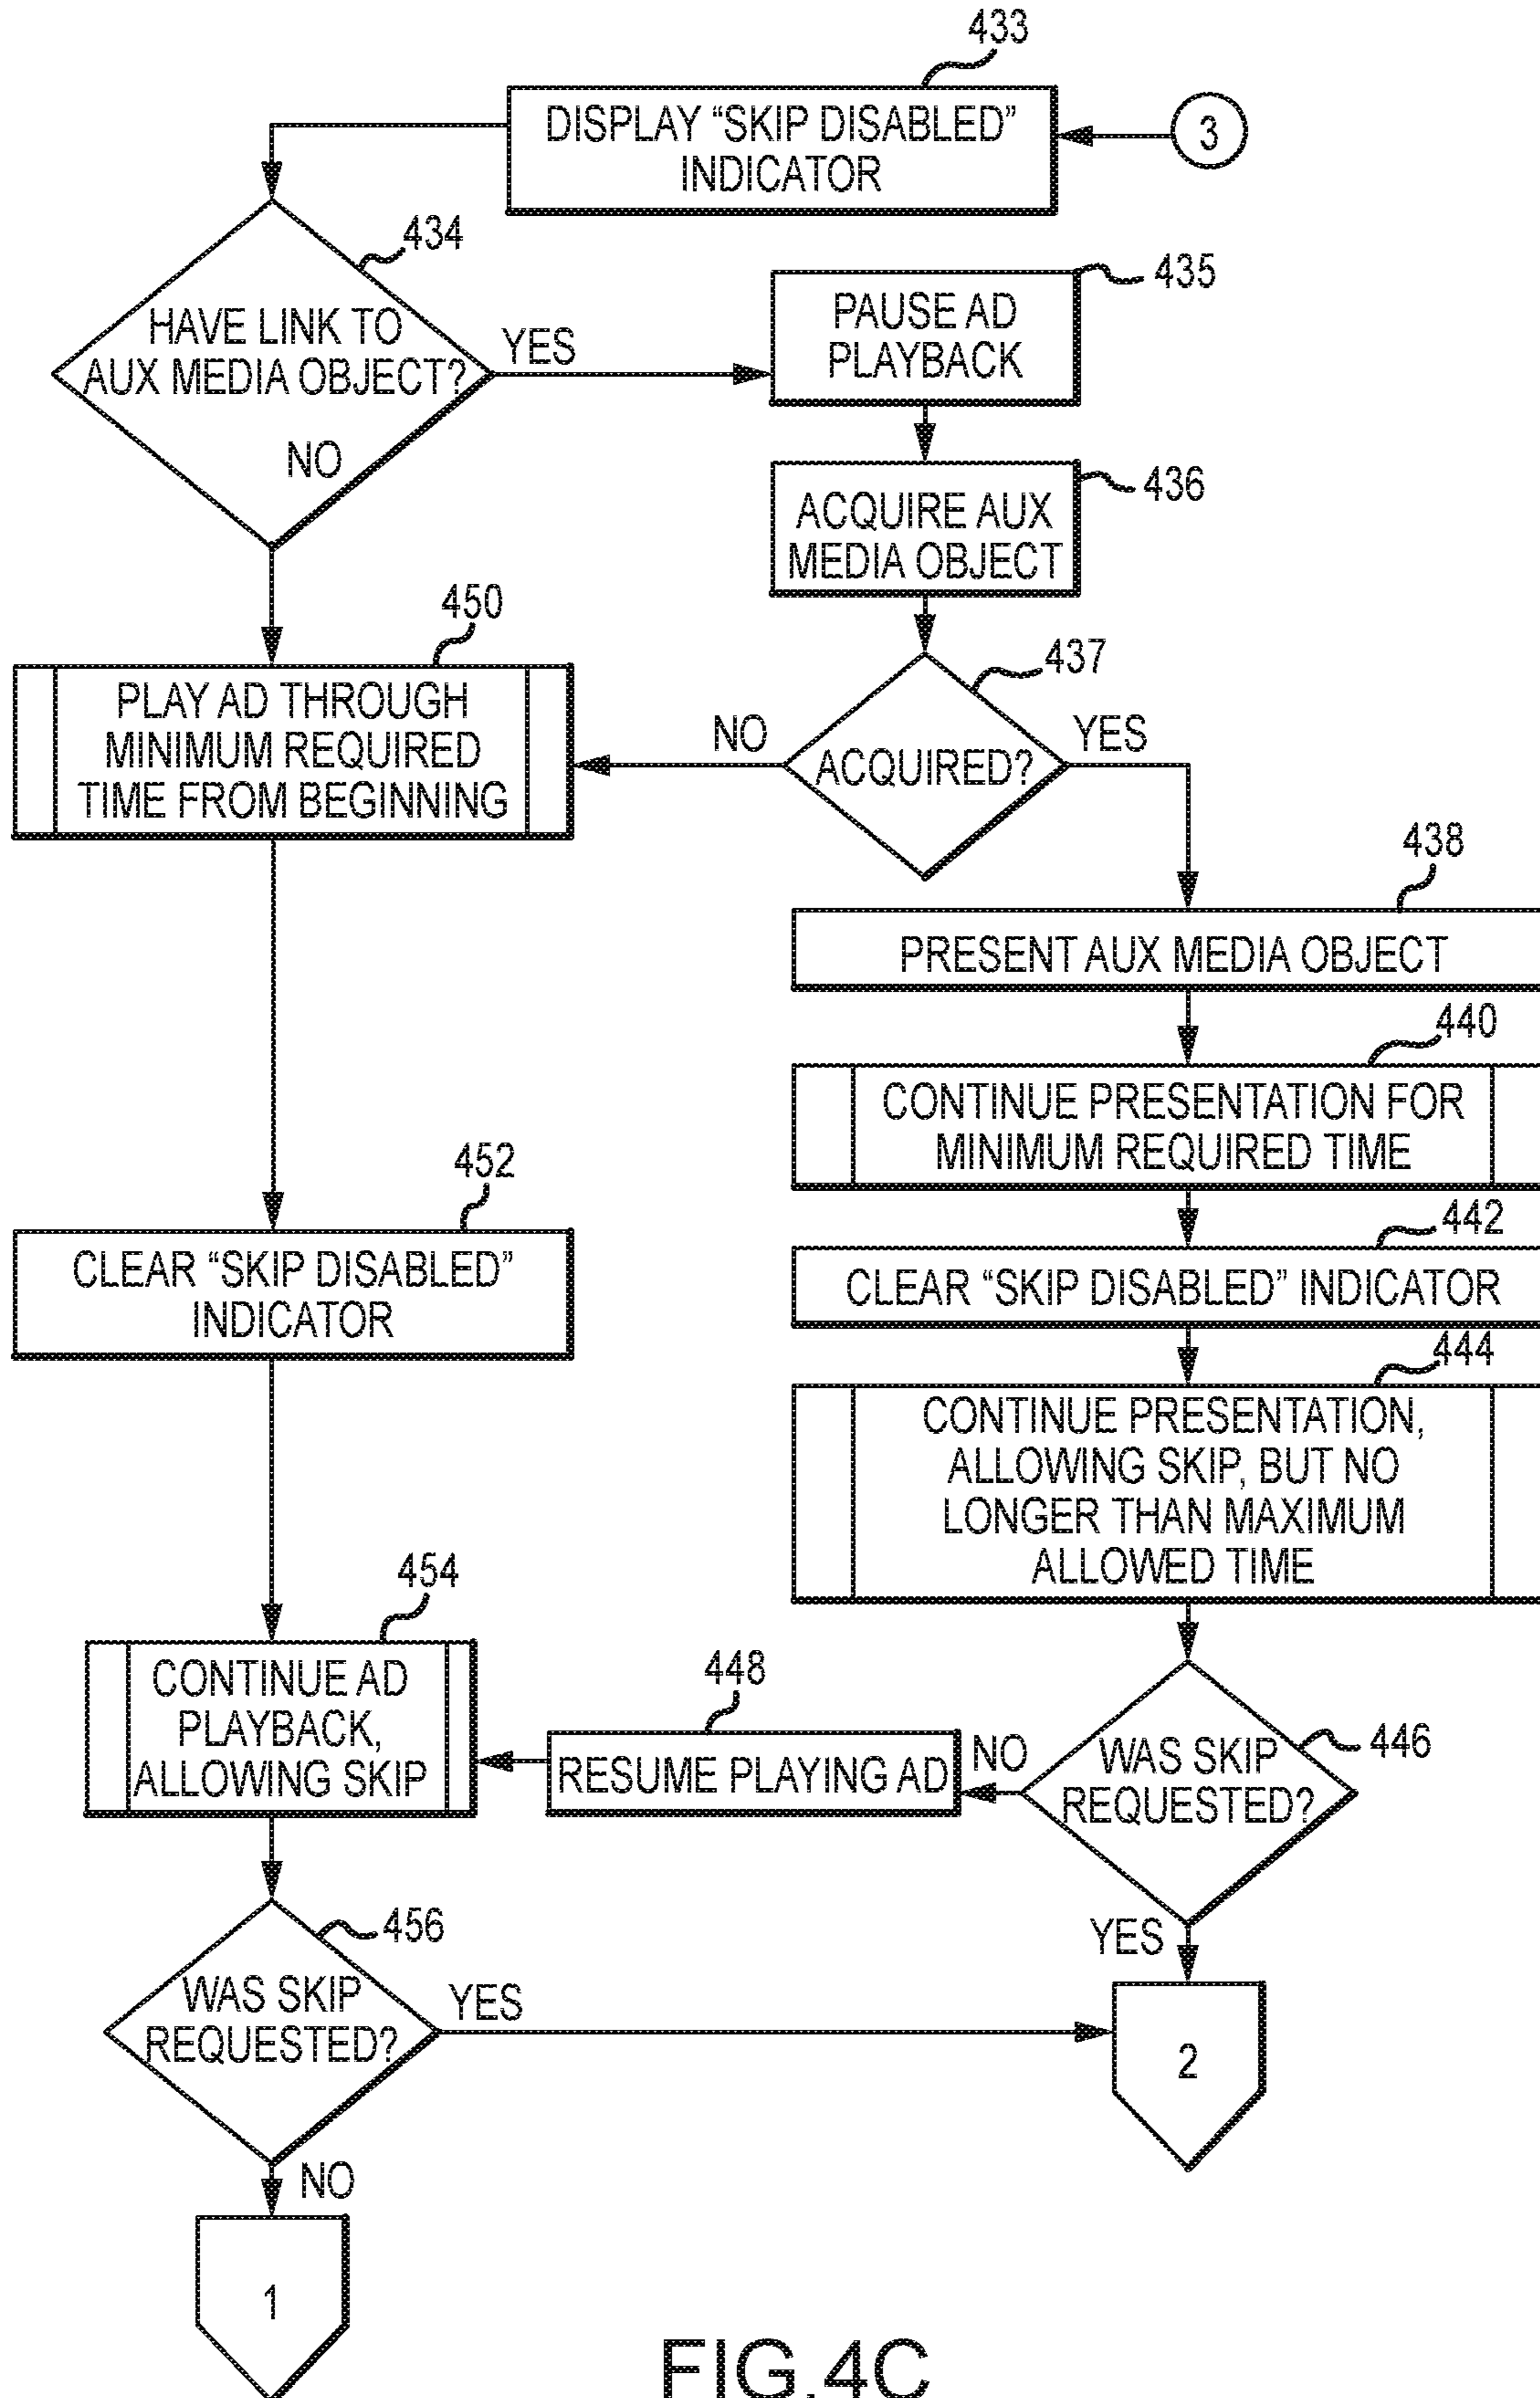 433
DISPLAY “SKIP DISABLED”
INDICATOR
3
434
HAVE LINK TO
AUX MEDIA OBJECT?
YES
NO
435
PAUSE AD
PLAYBACK
436
ACQUIRE AUX
MEDIA OBJECT
437
ACQUIRED?
NO
YES
450
PLAY AD THROUGH
MINIMUM REQUIRED
TIME FROM BEGINNING
438
PRESENT AUX MEDIA OBJECT
440
CONTINUE PRESENTATION FOR
MINIMUM REQUIRED TIME
452
CLEAR “SKIP DISABLED”
INDICATOR
442
CLEAR “SKIP DISABLED” INDICATOR
444
CONTINUE PRESENTATION,
ALLOWING SKIP, BUT NO
LONGER THAN MAXIMUM
ALLOWED TIME
454
CONTINUE AD
PLAYBACK,
ALLOWING SKIP
448
RESUME PLAYING AD
NO
446
WAS SKIP
REQUESTED?
YES
456
WAS SKIP
REQUESTED?
YES
NO
2
1
FIG.4C